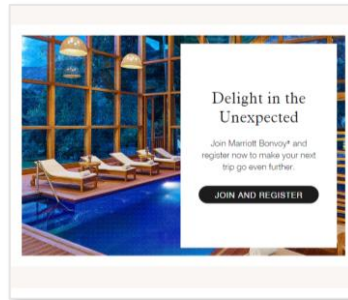 Delight in the
Unexpected
Join Marriott Bonvoy® and
register now to make your next
trip go even further.
JOIN AND REGISTER